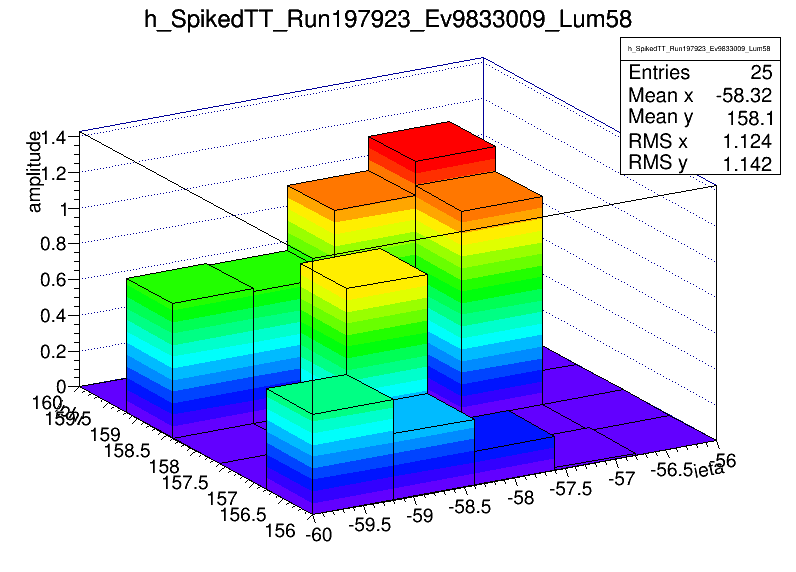 h_SpikedTT_Run197923_Ev9833009_Lum58
h_SpikedTT_Run197923_Ev9833009_Lum58
Entries 25
Mean x -58.32
Mean y 158.1
RMS x 1.124
RMS y 1.142
amplitude
1.4
1.2
1
0.8
0.6
0.4
0.2
0
160
159.5
159
158.5
158
157.5
157
156.5
156
-60
-59.5
-59
-58.5
-58
-57.5
-57
-56.5
-56
ieta